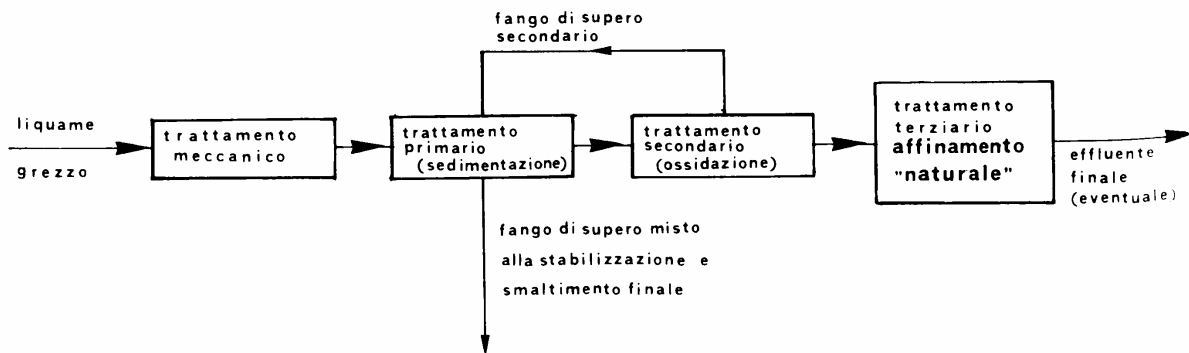 fango di supero
secondario
liquame
grezzo
trattamento
meccanico
trattamento
primario
(sedimentazione)
trattamento
secondario
(ossidazione)
trattamento
terziario
affinamento
"naturale"
effluente
finale
(eventuale)
fango di supero misto
alla stabilizzazione e
smaltimento finale